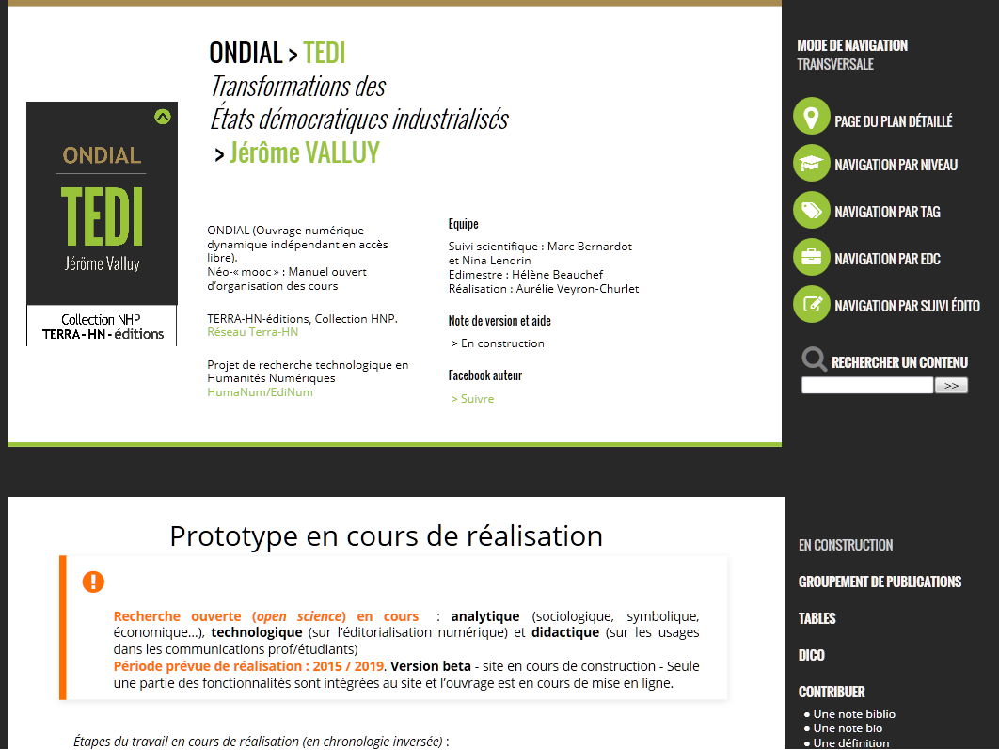 ONDIAL > TEDI
Transformations des
États démocratiques industrialisés
> Jérôme VALLUY
ONDIAL
TEDI
Jérôme Valluy
Collection NHP
TERRA-HN-éditions
ONDIAL (Ouvrage numérique
dynamique indépendant en accès
libre).
Néo-« mooc » : Manuel ouvert
d’organisation des cours
TERRA-HN-éditions, Collection HNP.
Réseau Terra-HN
Projet de recherche technologique en
Humanités Numériques
HumaNum/EdiNum
Equipe
Suivi scientifique : Marc Bernardot
et Nina Lendrin
Edimestre : Hélène Beauchef
Réalisation : Aurélie Veyron-Churlet
Note de version et aide
> En construction
Facebook auteur
> Suivre
MODE DE NAVIGATION
TRANSVERSALE
PAGE DU PLAN DÉTAILLÉ
NAVIGATION PAR NIVEAU
NAVIGATION PAR TAG
NAVIGATION PAR EDC
NAVIGATION PAR SUIVI ÉDITO
RECHERCHER UN CONTENU
>>
Prototype en cours de réalisation
Recherche ouverte (open science) en cours : analytique (sociologique, symbolique,
économique...), technologique (sur l’éditorialisation numérique) et didactique (sur les usages
dans les communications prof/étudiants)
Période prévue de réalisation : 2015 / 2019. Version beta - site en cours de construction - Seule
une partie des fonctionnalités sont intégrées au site et l’ouvrage est en cours de mise en ligne.
Étapes du travail en cours de réalisation (en chronologie inversée) :
EN CONSTRUCTION
GROUPEMENT DE PUBLICATIONS
TABLES
DICO
CONTRIBUER
● Une note biblio
● Une note bio
● Une définition